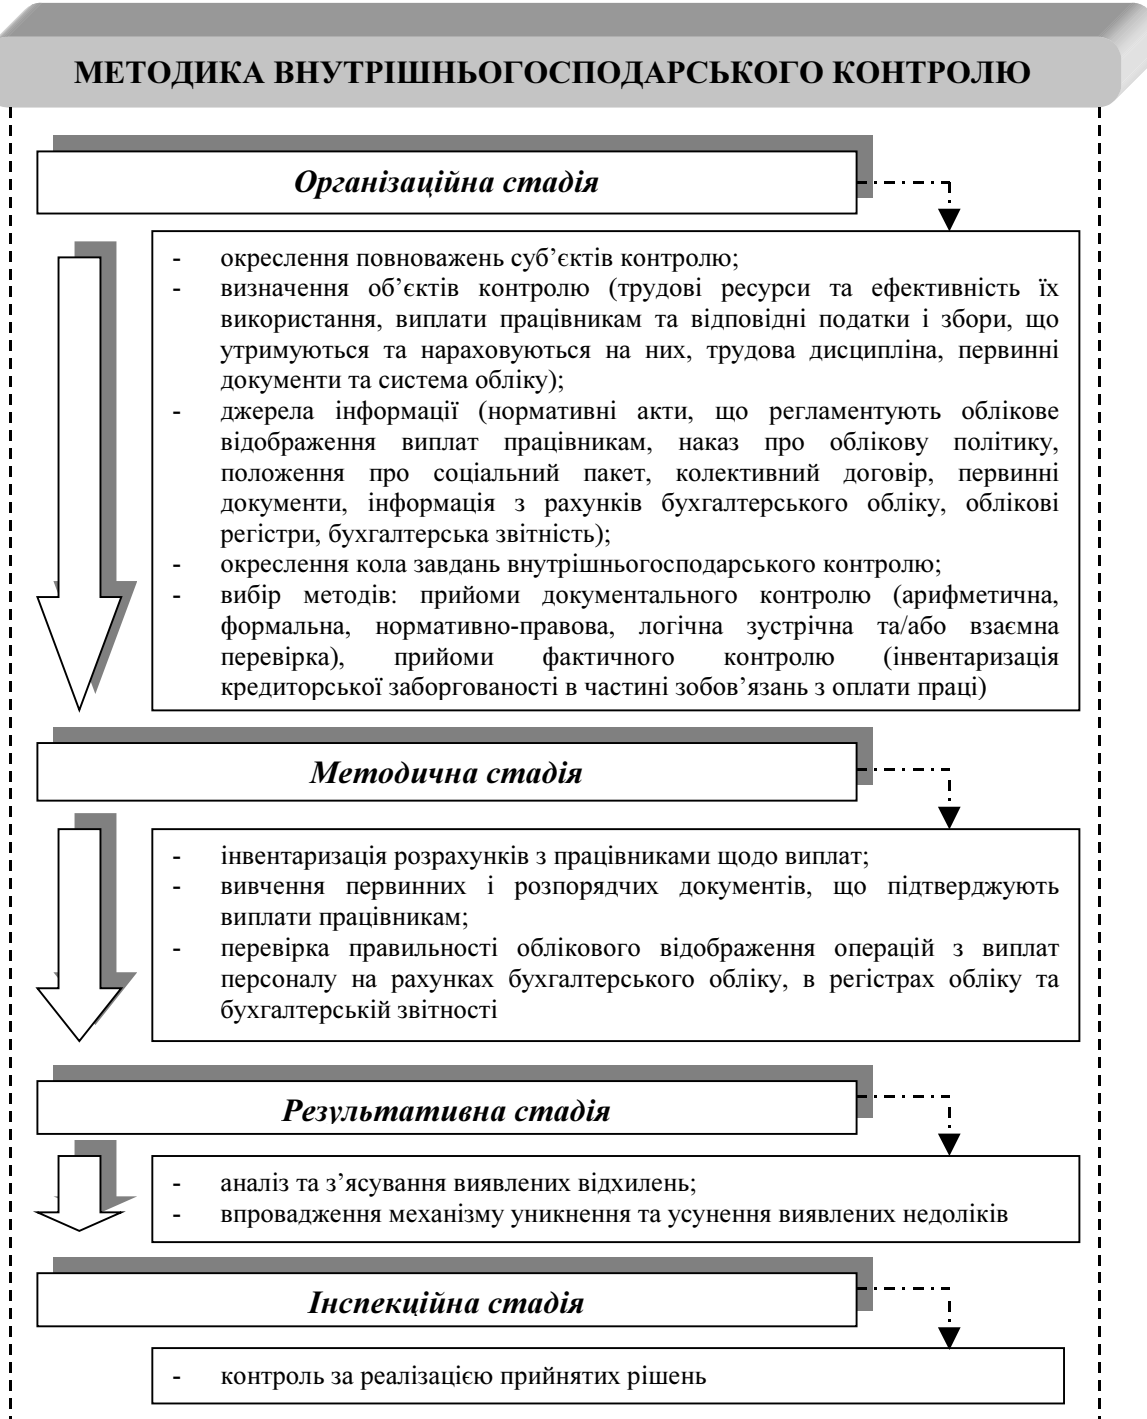 МЕТОДИКА ВНУТРІШНЬОГОСПОДАРСЬКОГО КОНТРОЛЮ
Організаційна стадія
- окреслення повноважень суб’єктів контролю;
- визначення об’єктів контролю (трудові ресурси та ефективність їх
використання, виплати працівникам та відповідні податки і збори, що
утримуються та нараховуються на них, трудова дисципліна, первинні
документи та система обліку);
- джерела інформації (нормативні акти, що регламентують облікове
відображення виплат працівникам, наказ про облікову політику,
положення про соціальний пакет, колективний договір, первинні
документи, інформація з рахунків бухгалтерського обліку, облікові
регістри, бухгалтерська звітність);
- окреслення кола завдань внутрішньогосподарського контролю;
- вибір методів: прийоми документального контролю (арифметична,
формальна, нормативно-правова, логічна зустрічна та/або взаємна
перевірка), прийоми фактичного контролю (інвентаризація
кредиторської заборгованості в частині зобов’язань з оплати праці)
Методична стадія
- інвентаризація розрахунків з працівниками щодо виплат;
- вивчення первинних і розпорядчих документів, що підтверджують
виплати працівникам;
- перевірка правильності облікового відображення операцій з виплат
персоналу на рахунках бухгалтерського обліку, в регістрах обліку та
бухгалтерській звітності
Результативна стадія
- аналіз та з’ясування виявлених відхилень;
- впровадження механізму уникнення та усунення виявлених недоліків
Інспекційна стадія
- контроль за реалізацією прийнятих рішень